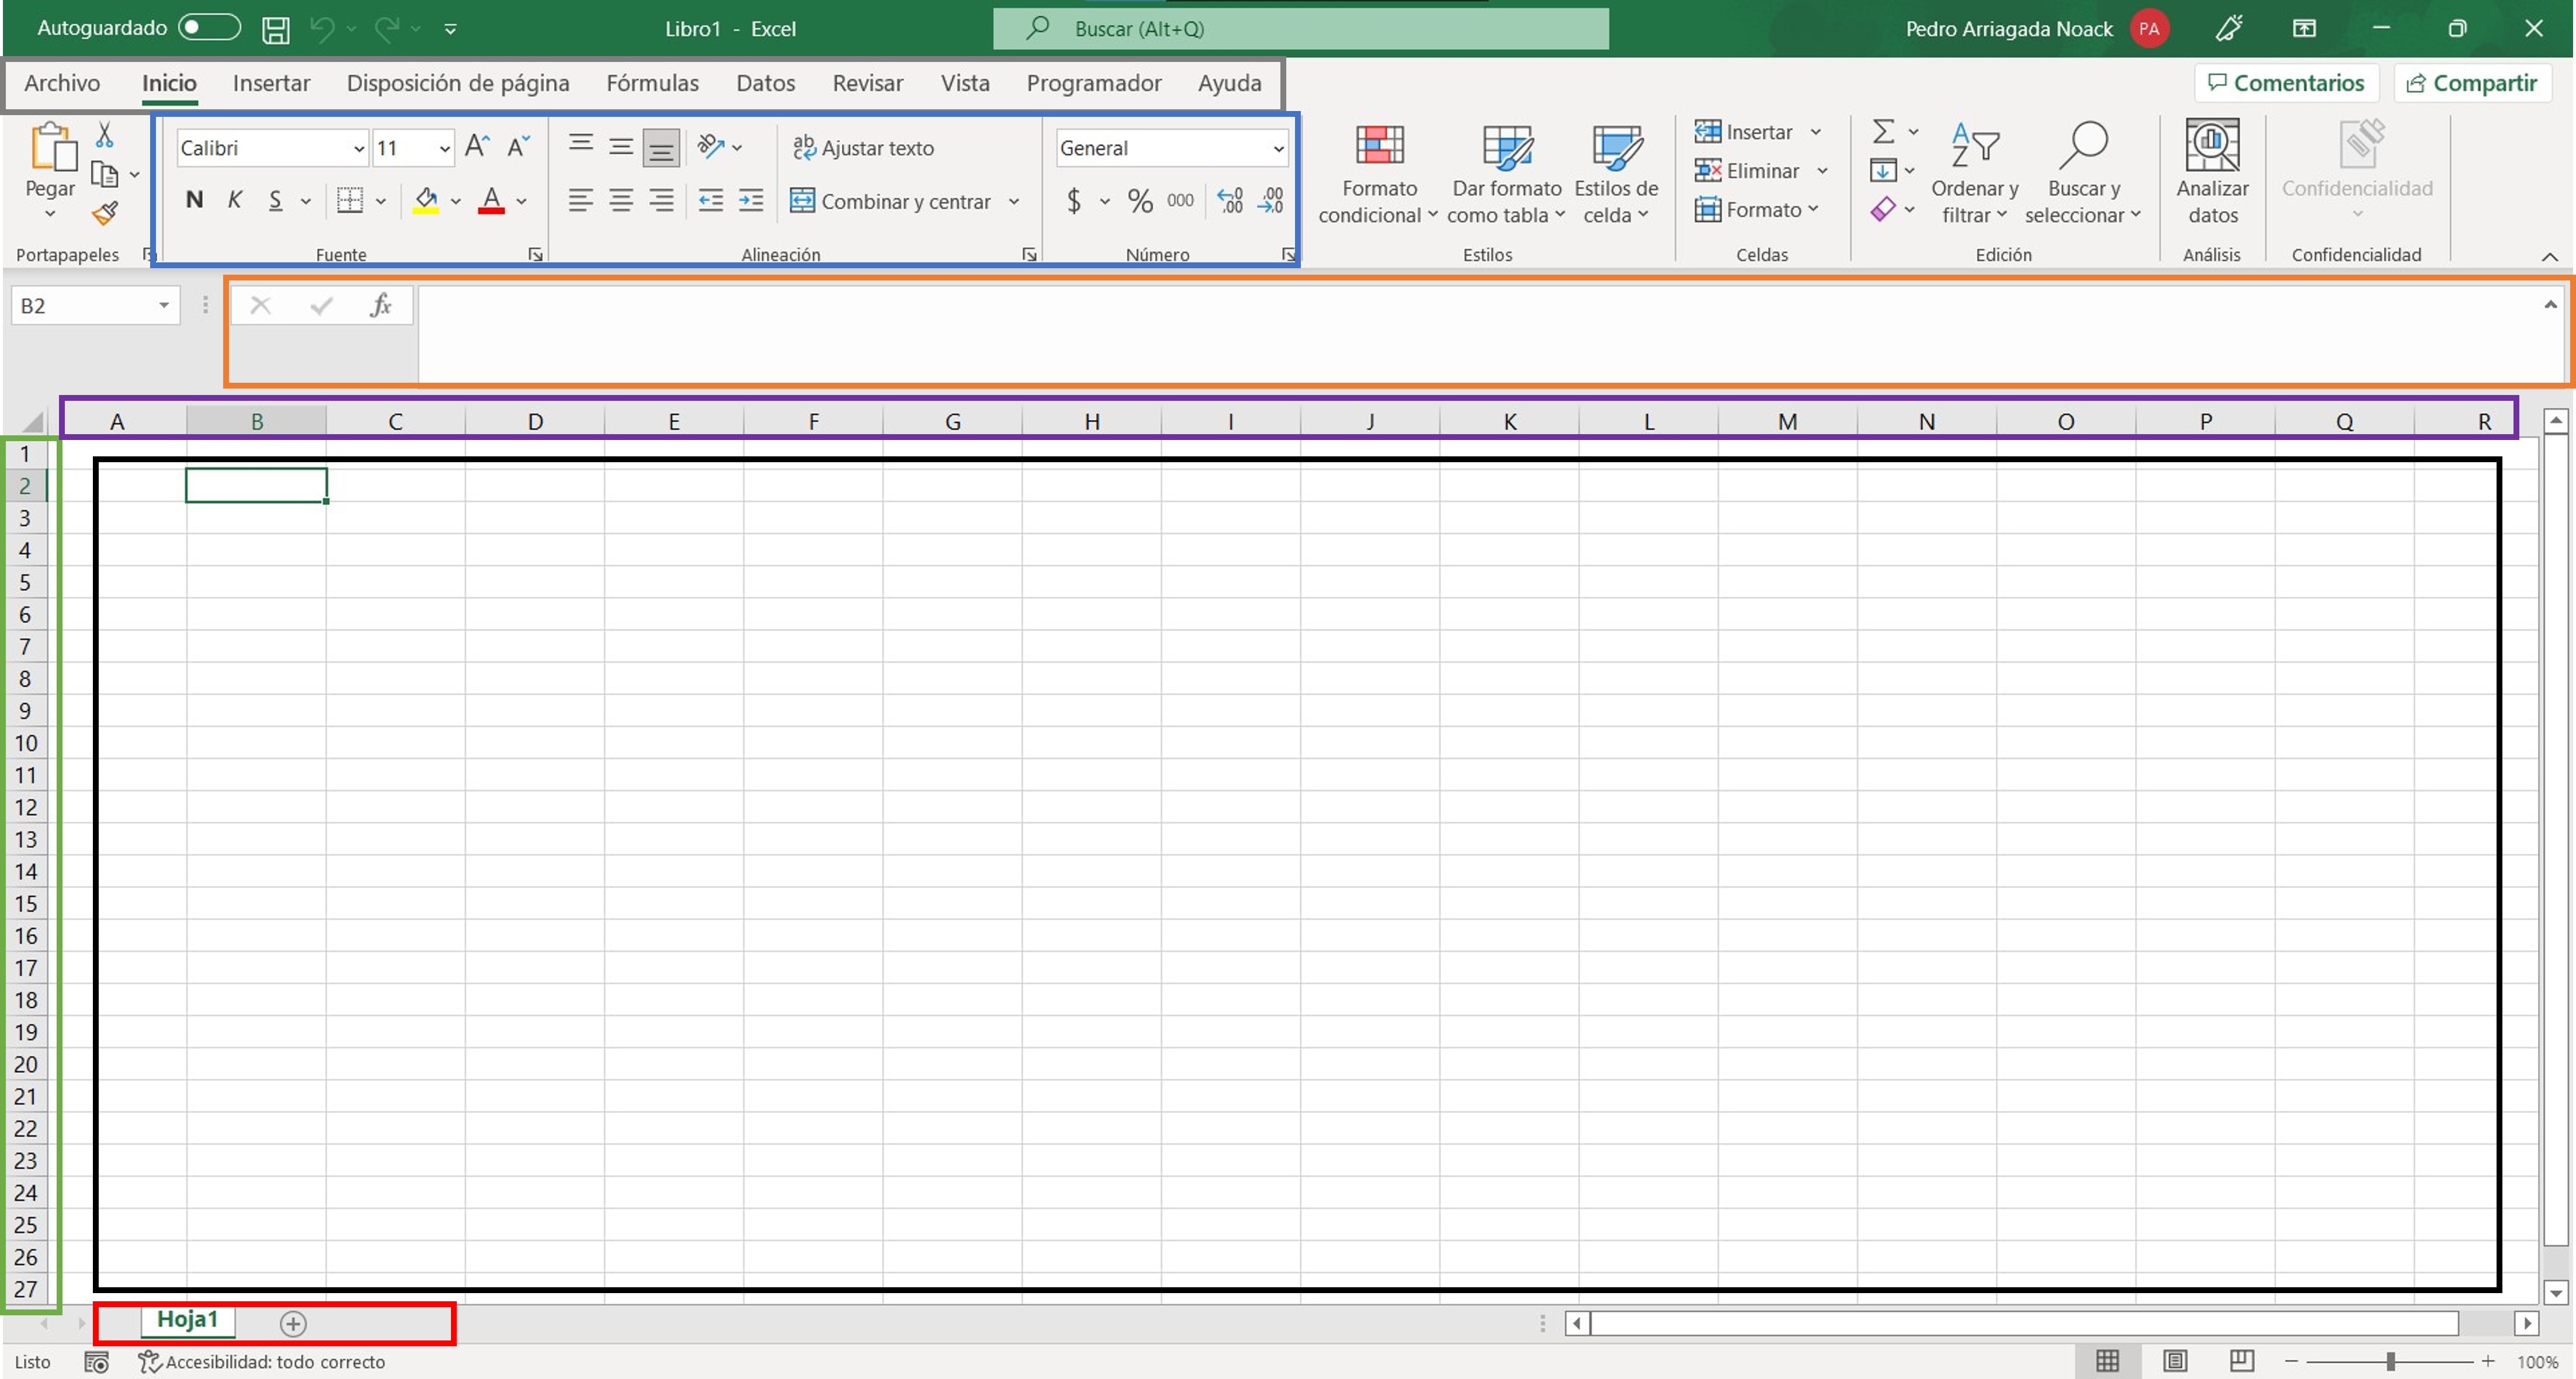 Autoguardado Libro1 - Excel Buscar (Alt+Q) Pedro Arriagada Noack PA
Archivo Inicio Insertar Disposición de página Fórmulas Datos Revisar Vista Programador Ayuda Comentarios Compartir
Pegar
Portapapeles
Calibri 11
N K S A
Fuente
ab Ajustar texto
Combinar y centrar
Alineación
General
$ % 000 ,00 ,00
Número
Formato condicional
Dar formato como tabla
Estilos de celda
Estilos
Insertar
Eliminar
Formato
Celdas
Ordenar y filtrar
Buscar y seleccionar
Edición
Analizar datos
Análisis
Confidencialidad
Confidencialidad
B2 fx
A B C D E F G H I J K L M N O P Q R
1
2
3
4
5
6
7
8
9
10
11
12
13
14
15
16
17
18
19
20
21
22
23
24
25
26
27
Hoja1
Listo Accesibilidad: todo correcto 100%